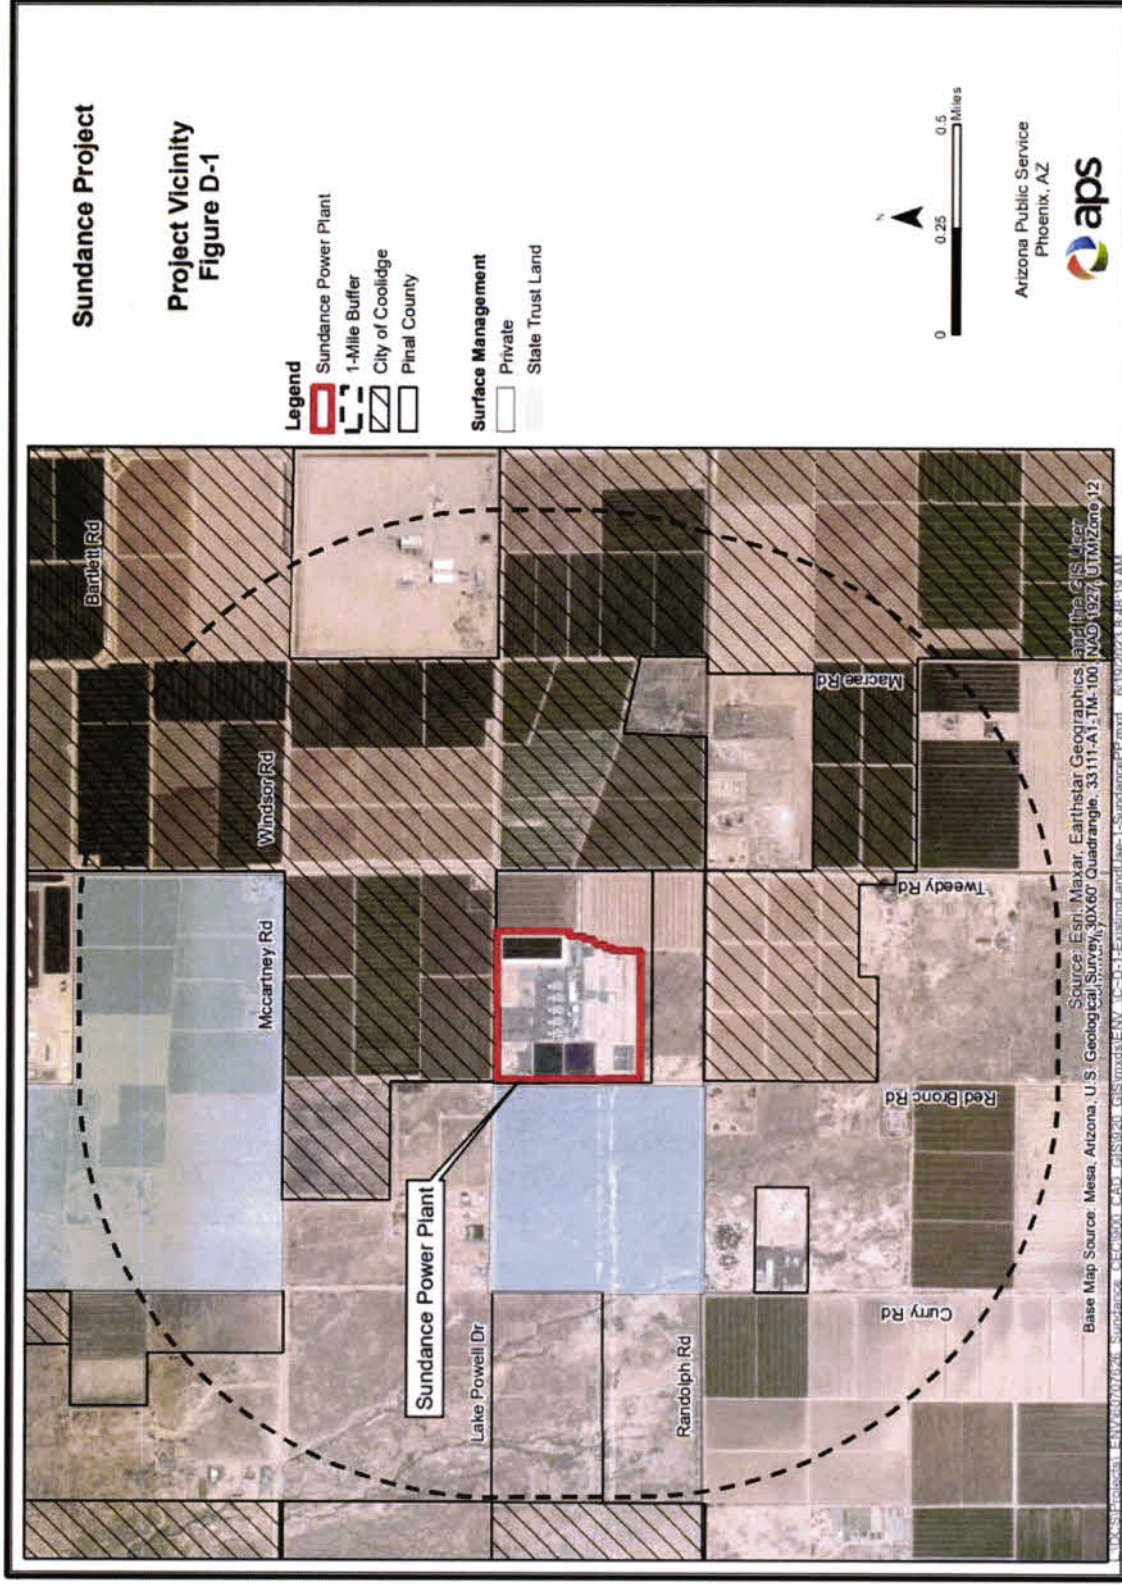 Sundance Project
Project Vicinity
Figure D-1
Legend
Sundance Power Plant
1-Mile Buffer
City of Coolidge
Pinal County
Surface Management
Private
State Trust Land
N
0
0.25
0.5
Miles
Arizona Public Service
Phoenix, AZ
aps
Bartlett Rd
Windsor Rd
Mccartney Rd
Lake Powell Dr
Randolph Rd
Sundance Power Plant
Macrae Rd
Tweedy Rd
Red Bronc Rd
Curry Rd
Source: Esri, Maxar, Earthstar Geographics, and the GIS User
Base Map Source: Mesa, Arizona, U.S. Geological Survey, 30X60' Quadrangle, 33111-A1-TM-100, NAD 1927, UTM Zone 12